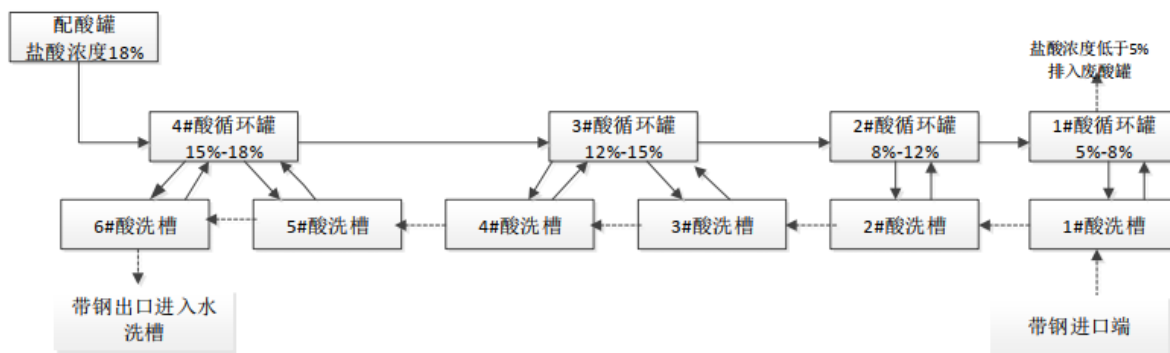 配酸罐
盐酸浓度18%
盐酸浓度低于5%
排入废酸罐
4#酸循环罐
15%-18%
3#酸循环罐
12%-15%
2#酸循环罐
8%-12%
1#酸循环罐
5%-8%
6#酸洗槽
5#酸洗槽
4#酸洗槽
3#酸洗槽
2#酸洗槽
1#酸洗槽
带钢出口进入水
洗槽
带钢进口端